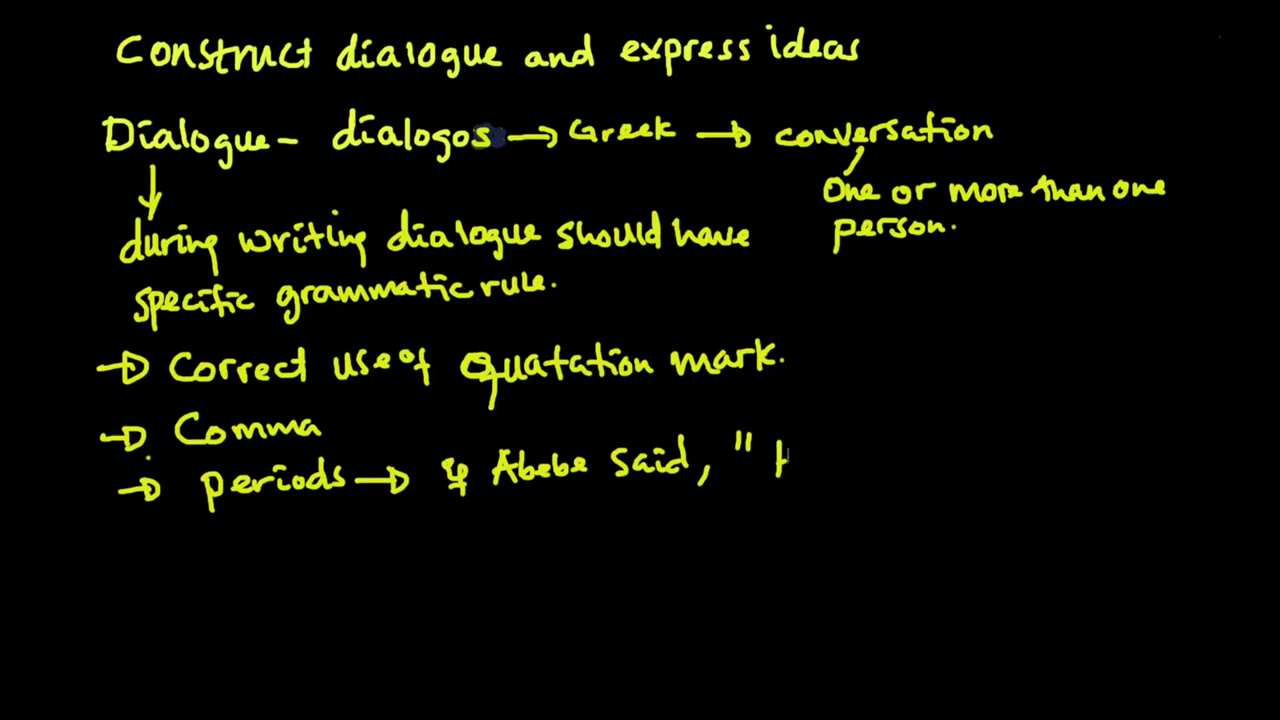 Construct dialogue and express ideas
Dialogue - dialogos → Greek → conversation
One or more than one
person.
during writing dialogue should have
specific grammatic rule.
→ Correct use of quatation mark.
→ Comma
→ periods → Abebe said, "